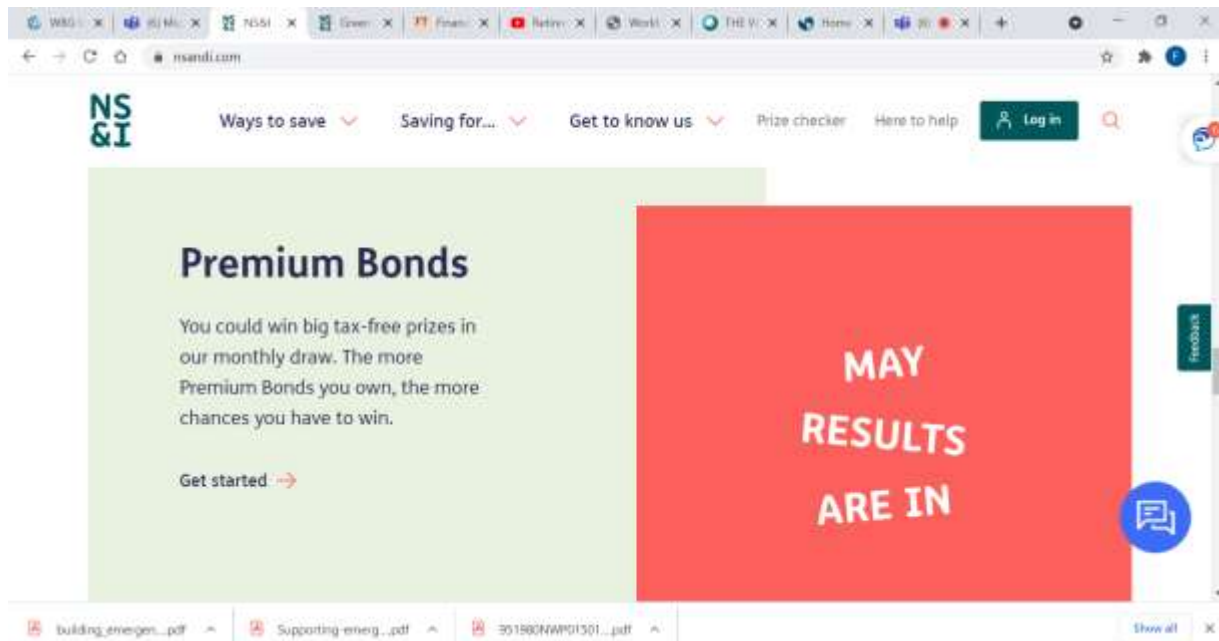 nsandi.com
NS
&I
Ways to save
Saving for...
Get to know us
Prize checker
Here to help
Log in
Premium Bonds
You could win big tax-free prizes in
our monthly draw. The more
Premium Bonds you own, the more
chances you have to win.
Get started
MAY
RESULTS
ARE IN
Feedback
building_emergen....pdf
Supporting-emerg....pdf
Show all